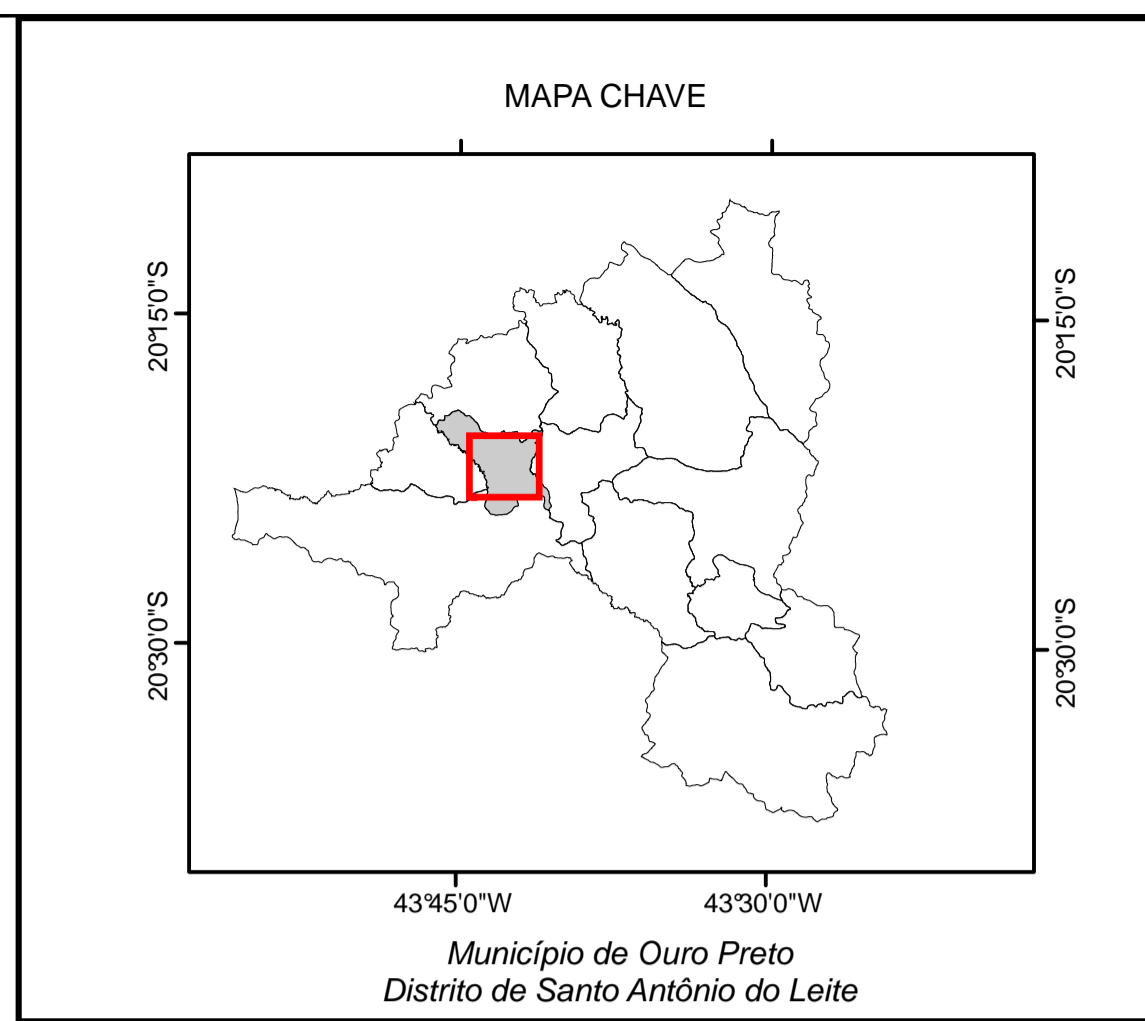 MAPA CHAVE
20°15'0"S
20°15'0"S
20°30'0"S
20°30'0"S
43°45'0"W
43°30'0"W
Município de Ouro Preto
Distrito de Santo Antônio do Leite